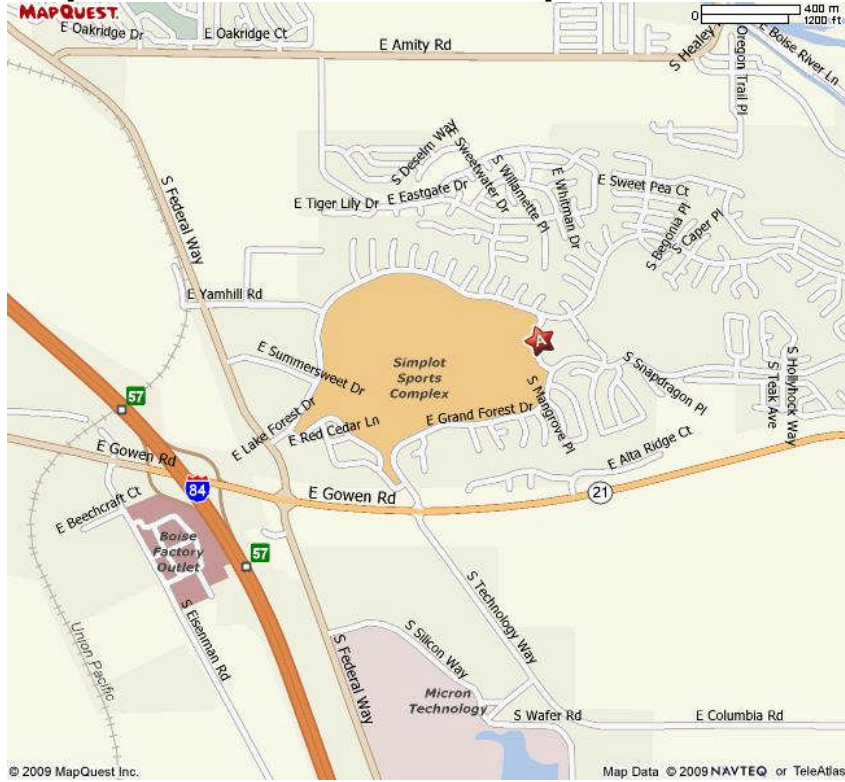 MAPQUEST.
0
400 m
1200 ft
E Oakridge Dr
E Oakridge Ct
E Amity Rd
S Healey
Oregon Trail Pl
E Boise River Ln
S Federal Way
S Deselm Way
E Sweetwater Dr
S Willamette Pl
E Whitman Dr
E Sweet Pea Ct
E Tiger Lily Dr
E Eastgate Dr
S Begonia Pl
S Caper Pl
E Yamhill Rd
A
E Summersweet Dr
Simplot
Sports
Complex
S Snapdragon Pl
S Teak Ave
S Hollyhock Way
S Mangrove Pl
57
E Lake Forest Dr
E Red Cedar Ln
E Grand Forest Dr
E Gowen Rd
E Alta Ridge Ct
84
E Gowen Rd
21
E Beechcraft Ct
Boise
Factory
Outlet
57
S Technology Way
S Eisenman Rd
S Silicon Way
S Federal Way
Union Pacific
Micron
Technology
S Wafer Rd
E Columbia Rd
© 2009 MapQuest Inc.
Map Data © 2009 NAVTEQ or TeleAtlas